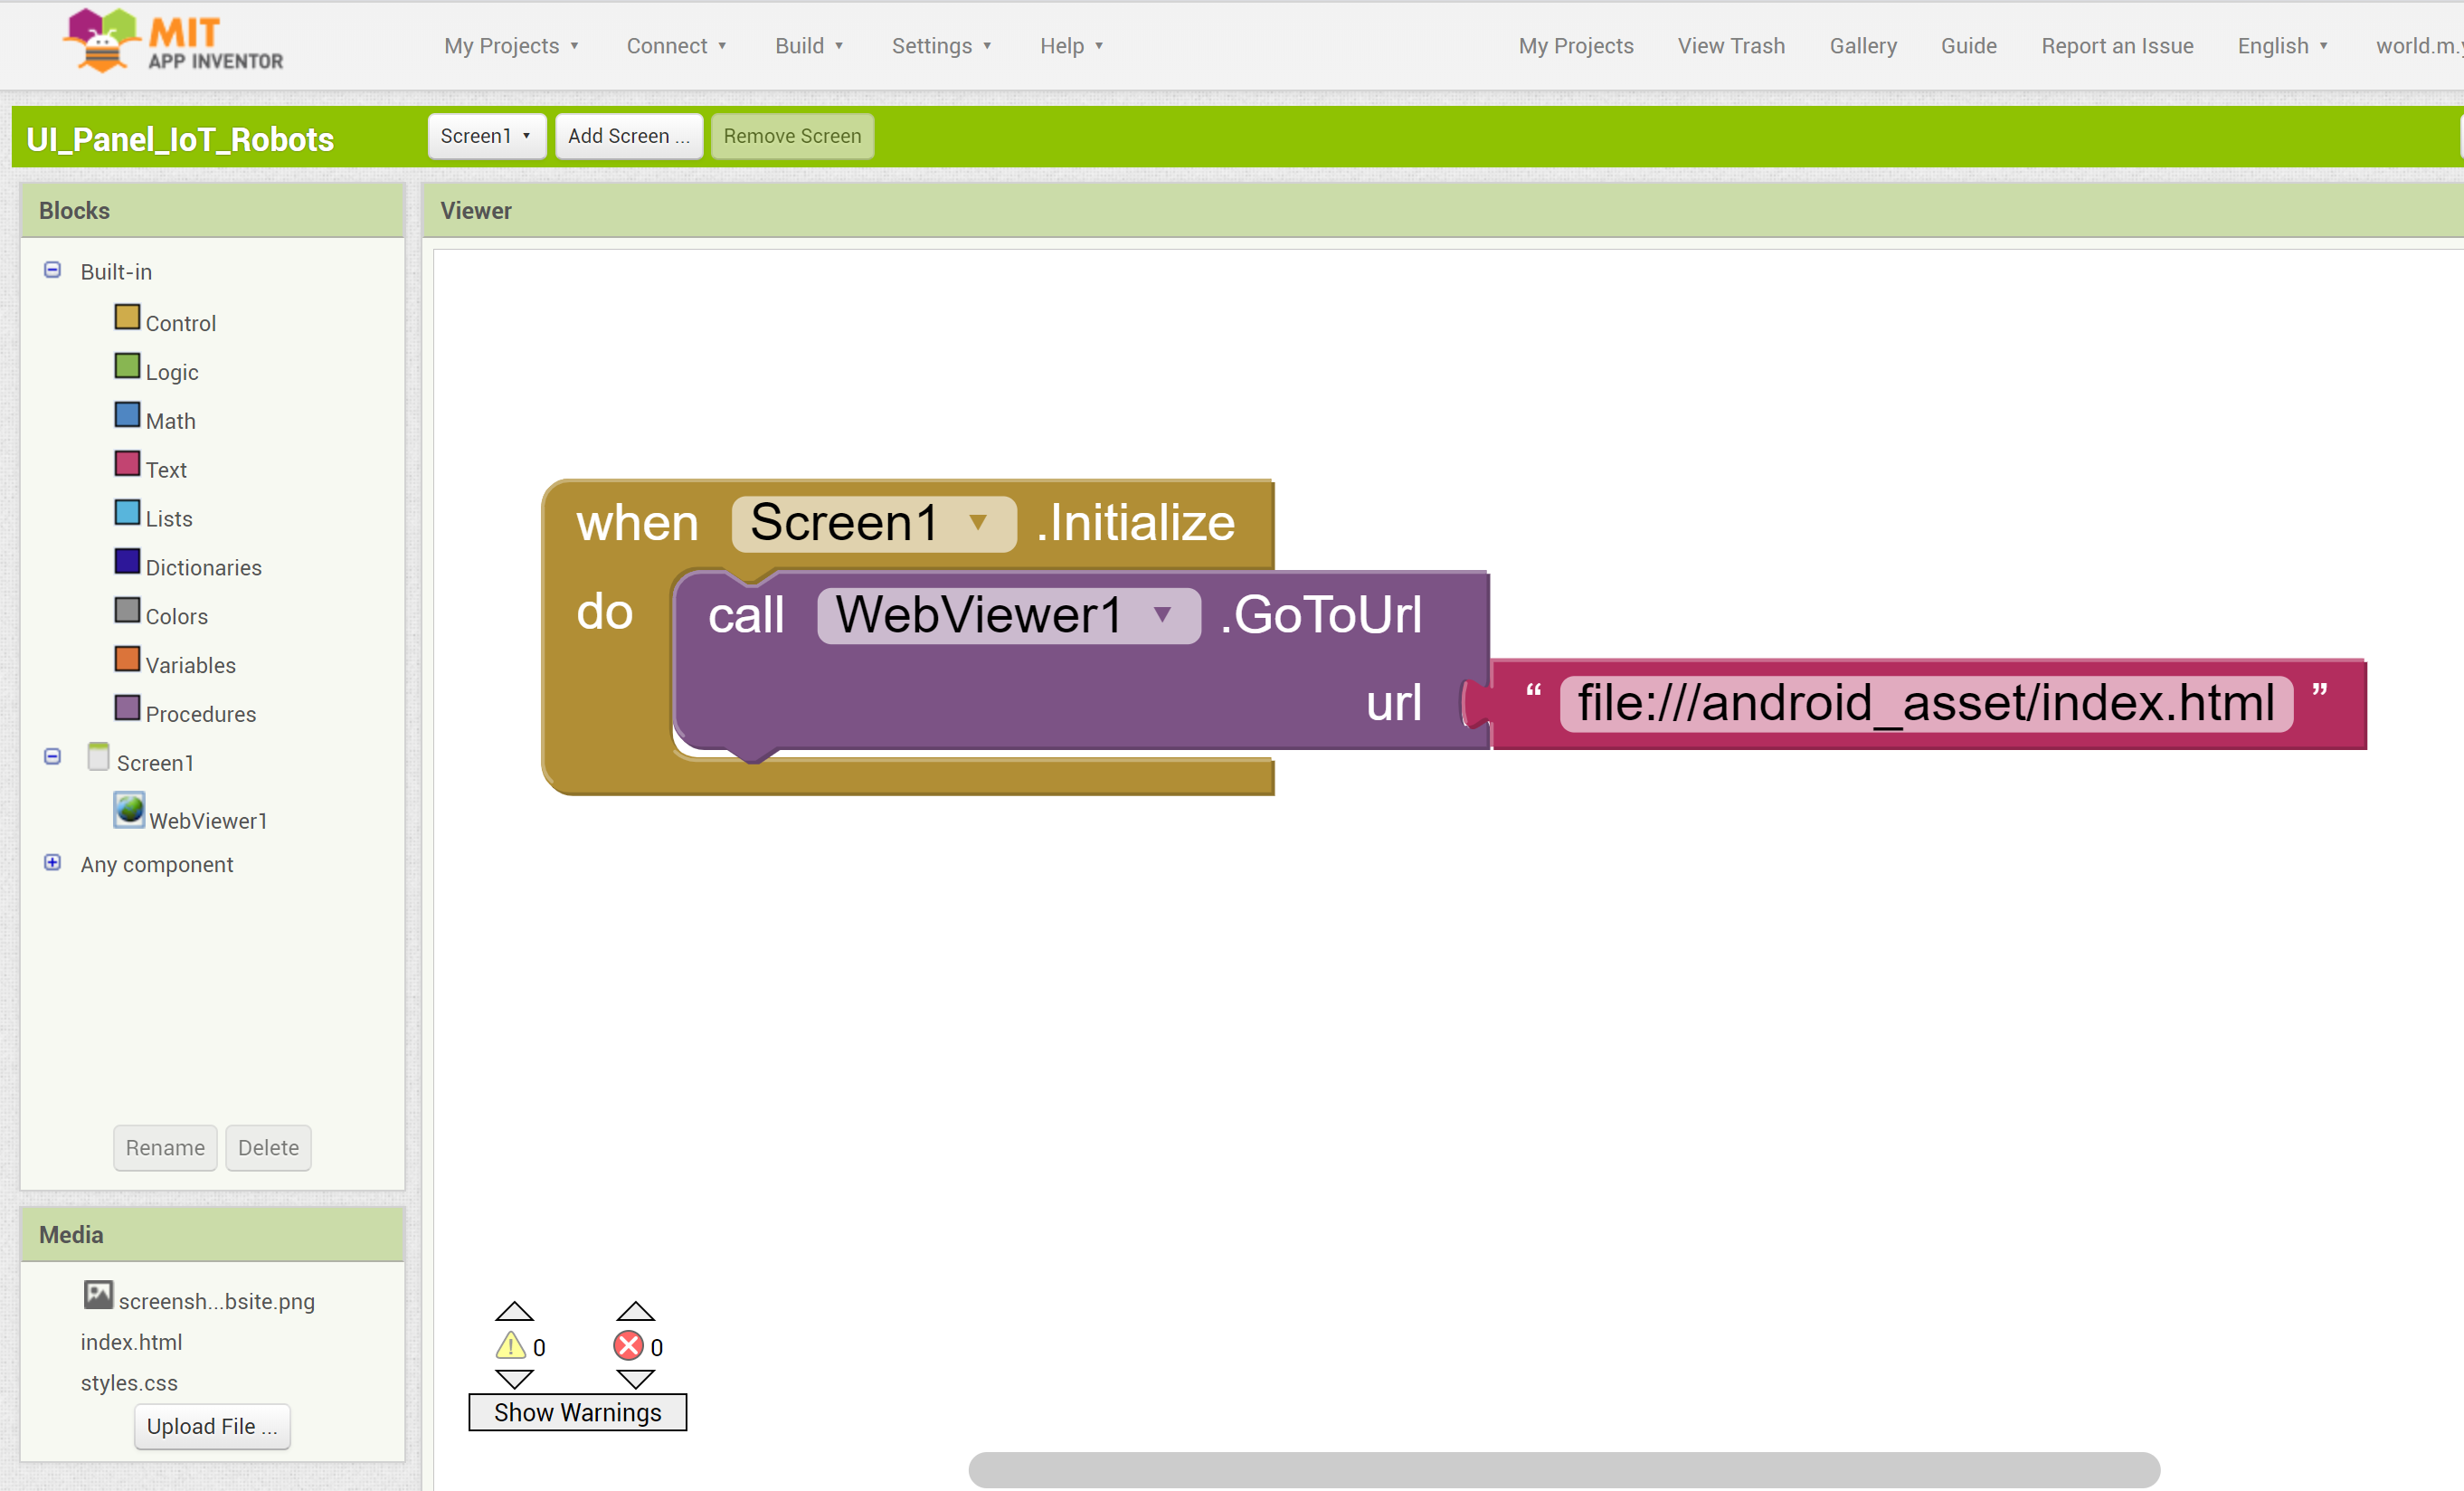 MIT
APP INVENTOR
My Projects ▾ Connect ▾ Build ▾ Settings ▾ Help ▾ My Projects View Trash Gallery Guide Report an Issue English ▾ world.m.
UI_Panel_IoT_Robots Screen1 ▾ Add Screen ... Remove Screen
Blocks
Built-in
Control
Logic
Math
Text
Lists
Dictionaries
Colors
Variables
Procedures
Screen1
WebViewer1
Any component
Rename Delete
Media
screensh...bsite.png
index.html
styles.css
Upload File ...
Viewer
when Screen1 ▾ .Initialize
do call WebViewer1 ▾ .GoToUrl
url “ file:///android_asset/index.html ”
0 0
Show Warnings